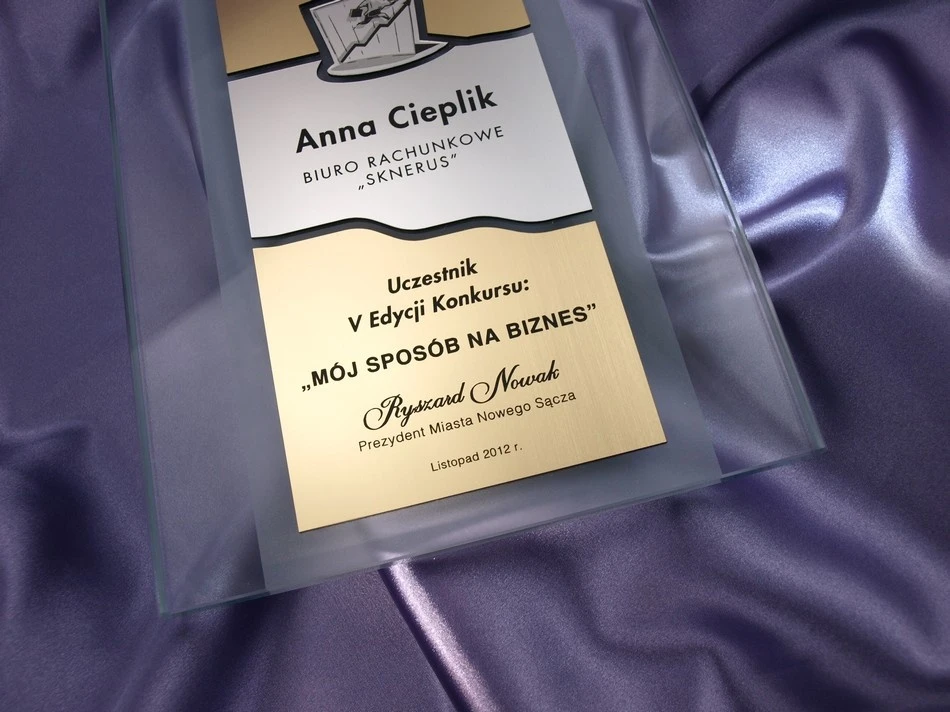 Anna Cieplik
BIURO RACHUNKOWE
„SKNERUS”
Uczestnik
V Edycji Konkursu:
„MÓJ SPOSÓB NA BIZNES”
Ryszard Nowak
Prezydent Miasta Nowego Sącza
Listopad 2012 r.